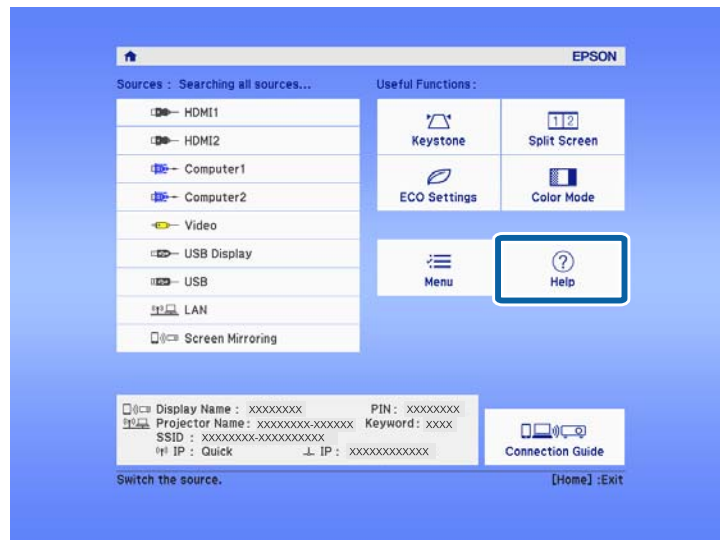 EPSON
Sources : Searching all sources...
Useful Functions:
HDMI1
HDMI2
Computer1
Computer2
Video
USB Display
USB
LAN
Screen Mirroring
Keystone
1 2
Split Screen
ECO Settings
Color Mode
Menu
?
Help
Display Name : XXXXXXXX
PIN: XXXXXXXX
Projector Name: XXXXXXXX-XXXXXX
Keyword: XXXX
SSID : XXXXXXXX-XXXXXXXXXX
IP : Quick
IP : XXXXXXXXXXXX
Connection Guide
Switch the source.
[Home] :Exit